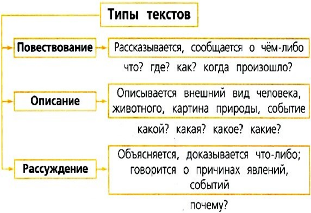 Типы текстов
Повествование
Рассказывается, сообщается о чём-либо
что? где? как? когда произошло?
Описание
Описывается внешний вид человека,
животного, картина природы, событие
какой? какая? какое? какие?
Рассуждение
Объясняется, доказывается что-либо;
говорится о причинах явлений,
событий
почему?